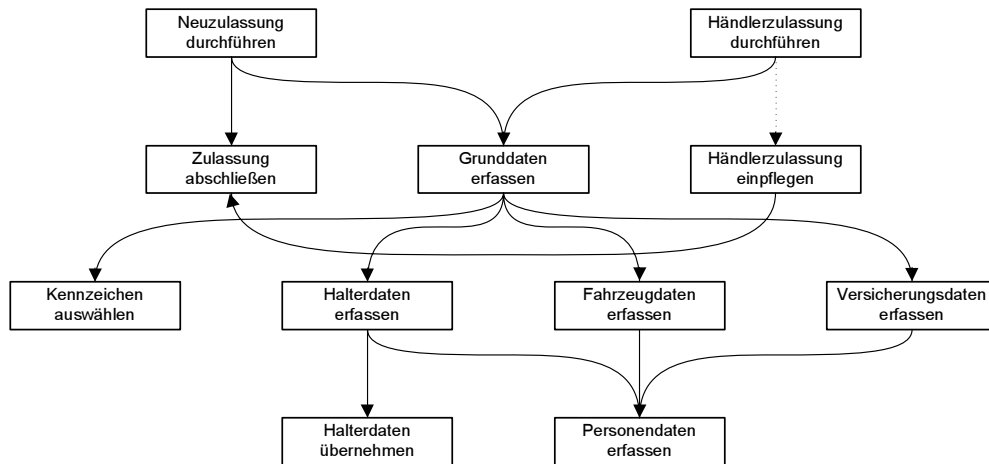 Neuzulassung
durchführen
Händlerzulassung
durchführen
Zulassung
abschließen
Grunddaten
erfassen
Händlerzulassung
einpflegen
Kennzeichen
auswählen
Halterdaten
erfassen
Fahrzeugdaten
erfassen
Versicherungsdaten
erfassen
Halterdaten
übernehmen
Personendaten
erfassen